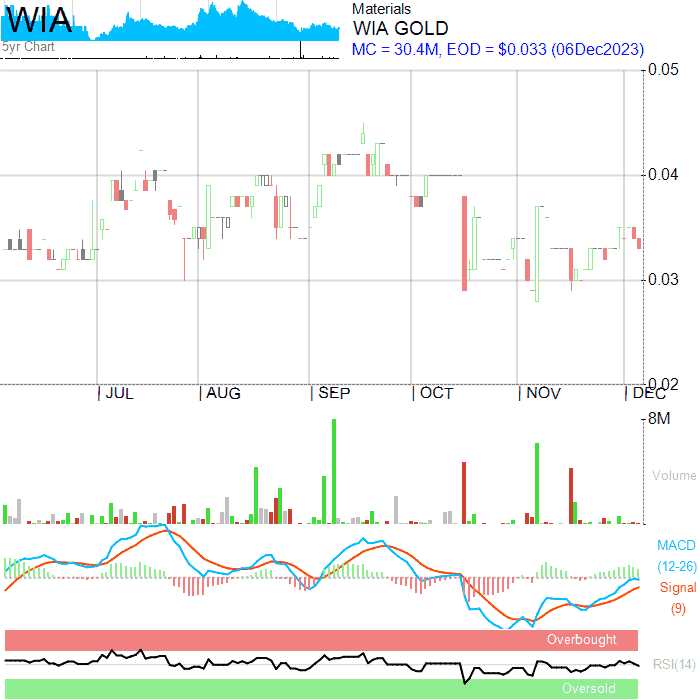 WIA
5yr Chart
Materials
WIA GOLD
MC = 30.4M, EOD = $0.033 (06Dec2023)
0.05
0.04
0.03
0.02
JUL AUG SEP OCT NOV DEC
8M
Volume
MACD
(12-26)
Signal
(9)
Overbought
RSI(14)
Oversold